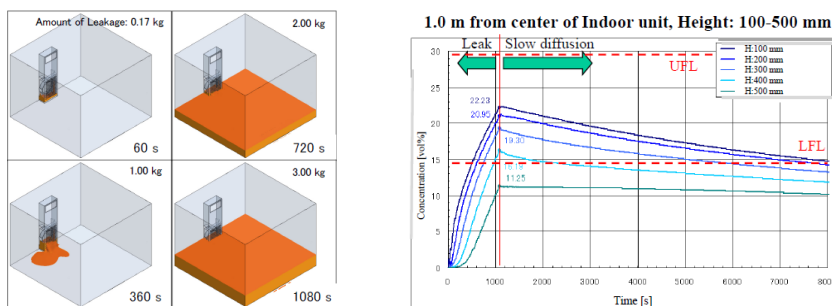 Amount of Leakage: 0.17 kg
60 s
2.00 kg
720 s
1.00 kg
360 s
3.00 kg
1080 s
1.0 m from center of Indoor unit, Height: 100-500 mm
Leak
Slow diffusion
UFL
H:100 mm
H:200 mm
H:300 mm
H:400 mm
H:500 mm
LFL
22.23
20.95
19.30
11.25
Concentration [vol%]
30
25
20
15
10
5
0
0 1000 2000 3000 4000 5000 6000 7000 8000
Time [s]